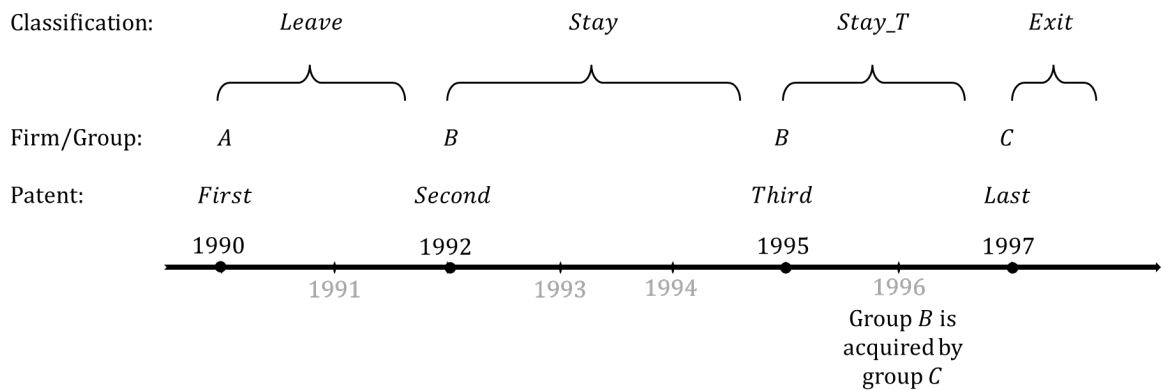 Classification: Leave Stay Stay_T Exit
Firm/Group: A B B C
Patent: First Second Third Last
1990 1992 1995 1997
1991 1993 1994 1996
Group B is
acquired by
group C